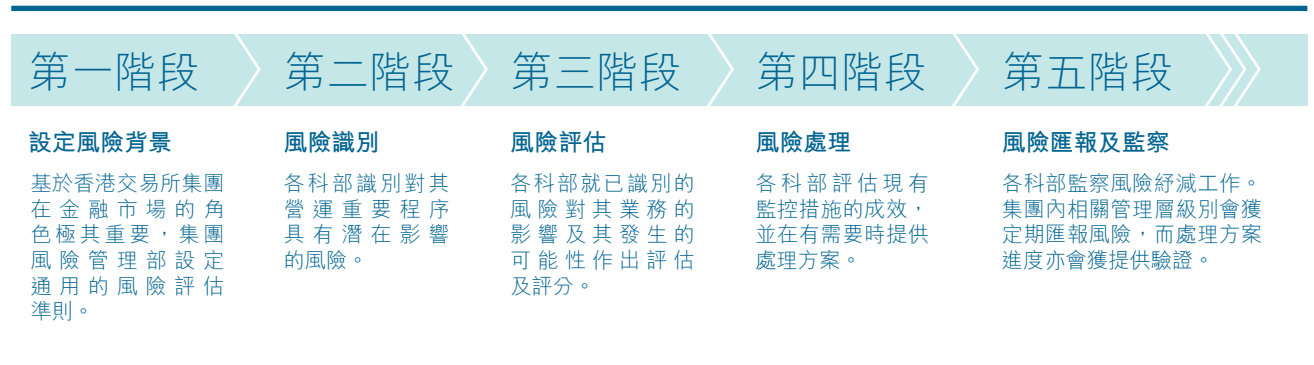 第一階段
第二階段
第三階段
第四階段
第五階段
設定風險背景
基於香港交易所集團
在金融市場的角
色極其重要，集團
風險管理部設定
通用的風險評估
準則。
風險識別
各科部識別對其
營運重要程序
具有潛在影響
的風險。
風險評估
各科部就已識別的
風險對其業務的
影響及其發生的
可能性作出評估
及評分。
風險處理
各科部評估現有
監控措施的成效，
並在有需要時提供
處理方案。
風險匯報及監察
各科部監察風險紓減工作。
集團內相關管理層級別會獲
定期匯報風險，而處理方案
進度亦會獲提供驗證。